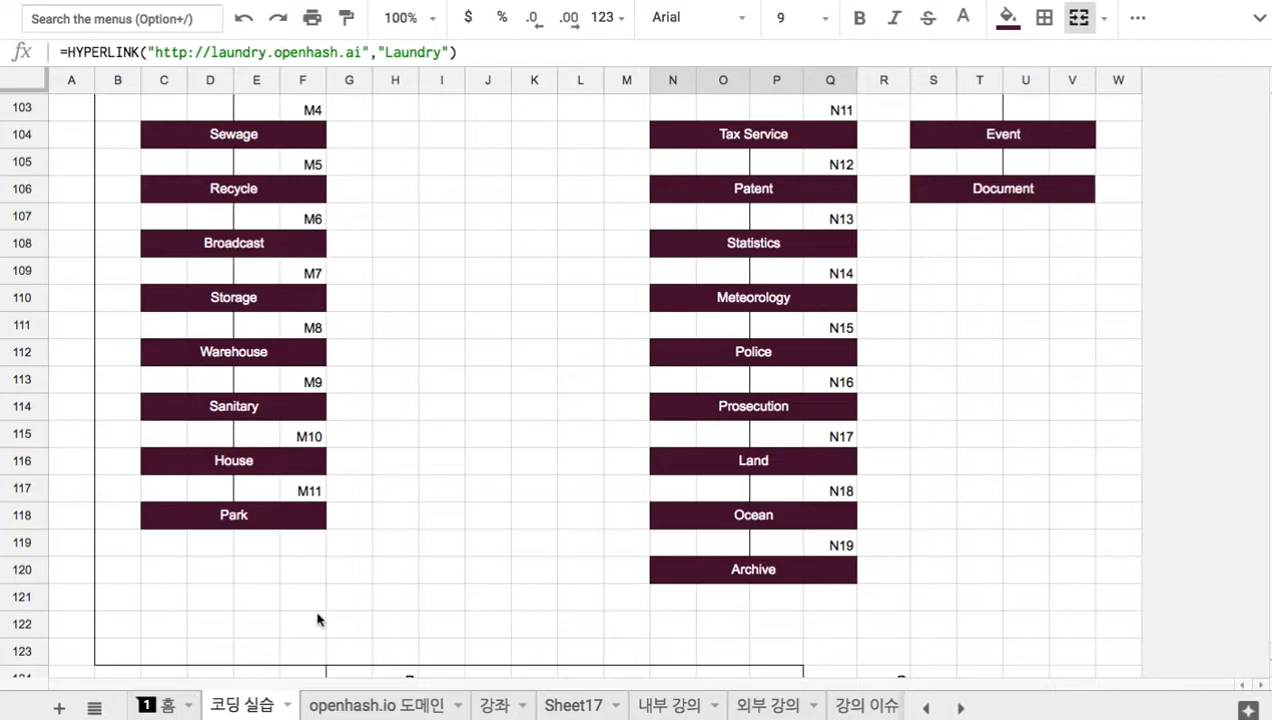 Search the menus (Option+/)
100%
$
%
.0
.00
123
Arial
9
B
I
S
A
fx
=HYPERLINK("http://laundry.openhash.ai","Laundry")
A B C D E F G H I J K L M N O P Q R S T U V W
103 M4 N11
104 Sewage Tax Service Event
105 M5 N12
106 Recycle Patent Document
107 M6 N13
108 Broadcast Statistics
109 M7 N14
110 Storage Meteorology
111 M8 N15
112 Warehouse Police
113 M9 N16
114 Sanitary Prosecution
115 M10 N17
116 House Land
117 M11 N18
118 Park Ocean
119 N19
120 Archive
121
122
123
1 홈
코딩 실습
openhash.io 도메인
강좌
Sheet17
내부 강의
외부 강의
강의 이슈